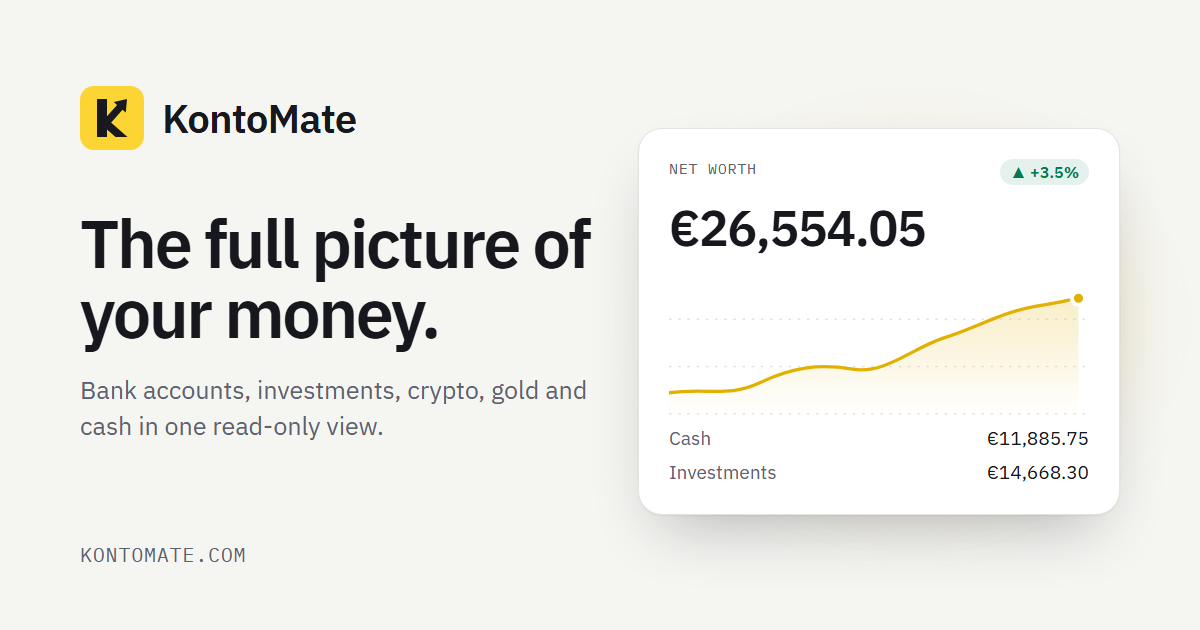 KontoMate
The full picture of
your money.
Bank accounts, investments, crypto, gold and
cash in one read-only view.
KONTOMATE.COM
NET WORTH
▲ +3.5%
€26,554.05
Cash €11,885.75
Investments €14,668.30